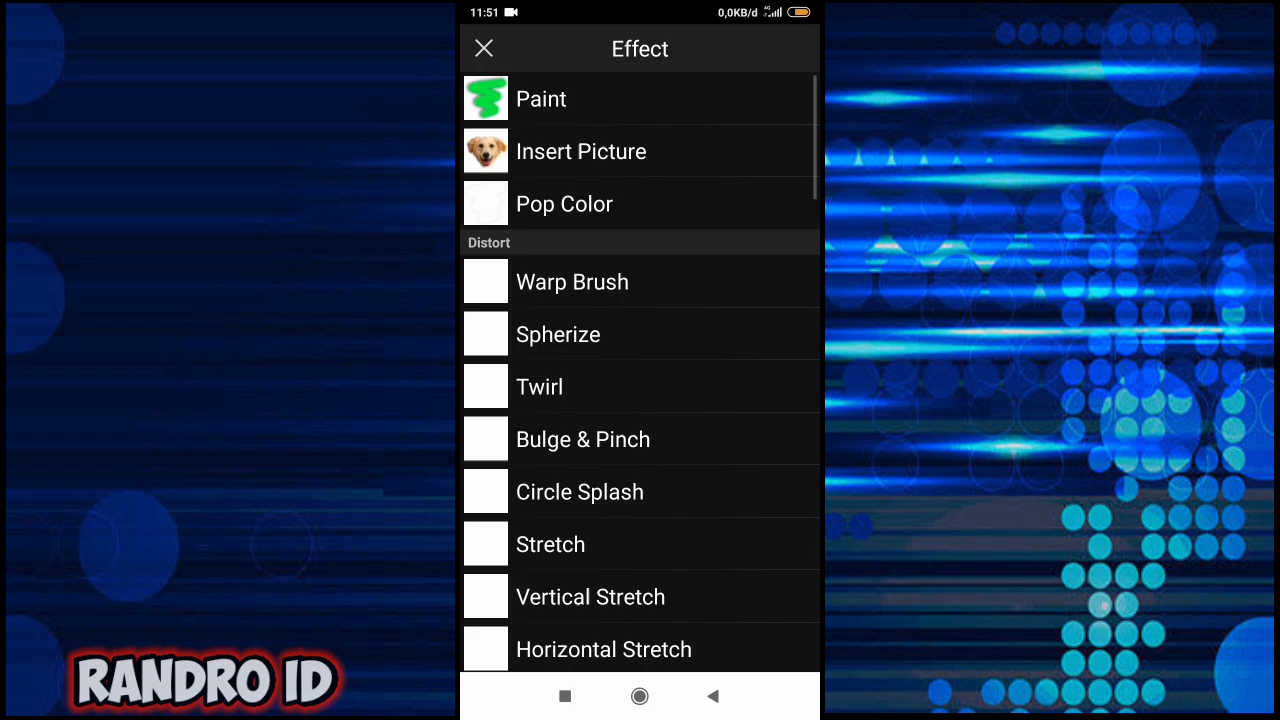 11:51
0,0KB/d 4G
Effect
Paint
Insert Picture
Pop Color
Distort
Warp Brush
Spherize
Twirl
Bulge & Pinch
Circle Splash
Stretch
Vertical Stretch
Horizontal Stretch
RANDRO ID